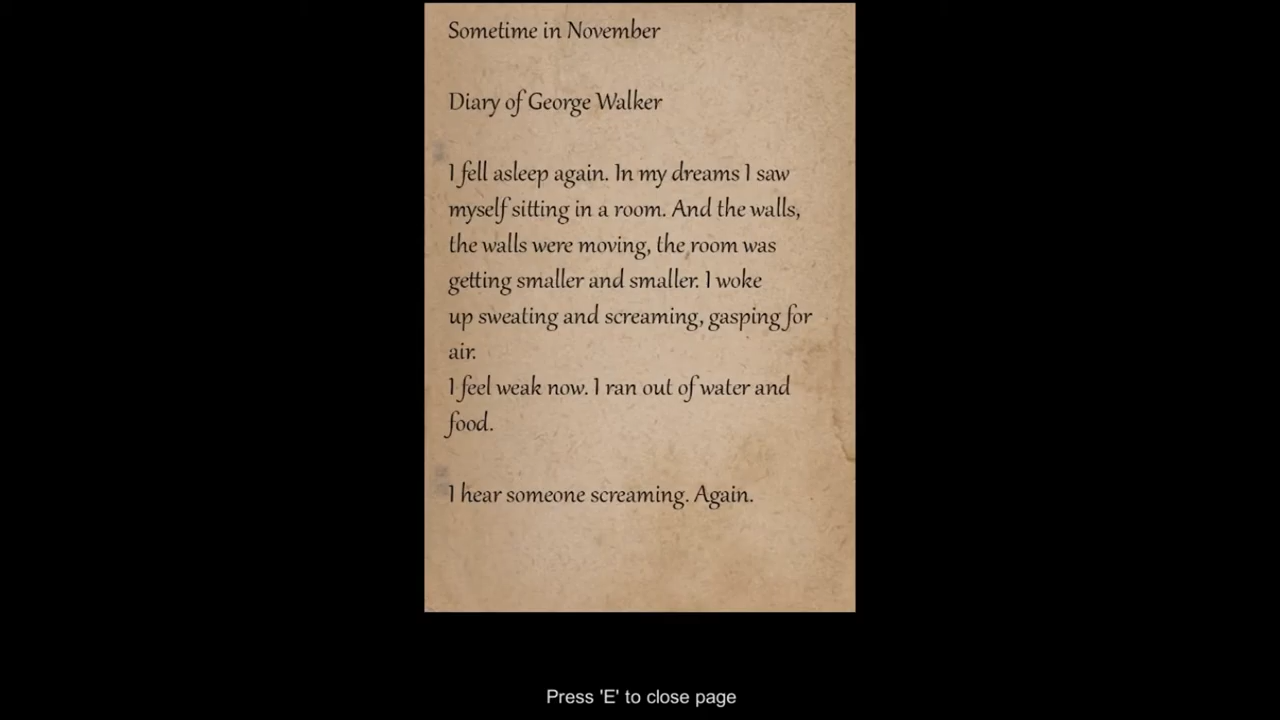 Sometime in November
Diary of George Walker
I fell asleep again. In my dreams I saw
myself sitting in a room. And the walls,
the walls were moving, the room was
getting smaller and smaller. I woke
up sweating and screaming, gasping for
air.
I feel weak now. I ran out of water and
food.
I hear someone screaming. Again.
Press 'E' to close page